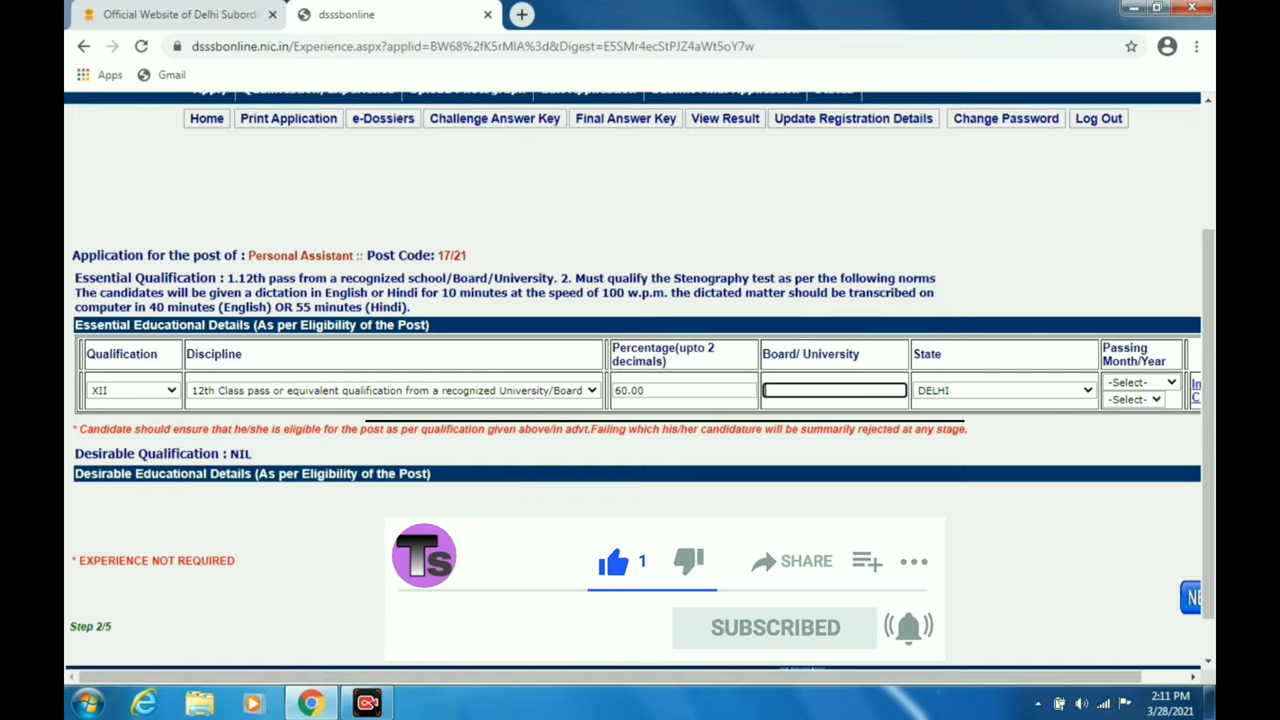 Official Website of Delhi Subord
dsssbonline
dsssbonline.nic.in/Experience.aspx?applid=BW68%2fK5rMIA%3d&Digest=E5SMr4ecStPJZ4aWt5oY7w
Apps
Gmail
Home
Print Application
e-Dossiers
Challenge Answer Key
Final Answer Key
View Result
Update Registration Details
Change Password
Log Out
Application for the post of : Personal Assistant :: Post Code: 17/21
Essential Qualification : 1.12th pass from a recognized school/Board/University. 2. Must qualify the Stenography test as per the following norms
The candidates will be given a dictation in English or Hindi for 10 minutes at the speed of 100 w.p.m. the dictated matter should be transcribed on
computer in 40 minutes (English) OR 55 minutes (Hindi).
Essential Educational Details (As per Eligibility of the Post)
Qualification
Discipline
Percentage(upto 2
decimals)
Board/ University
State
Passing
Month/Year
XII
12th Class pass or equivalent qualification from a recognized University/Board
60.00
DELHI
-Select-
-Select-
* Candidate should ensure that he/she is eligible for the post as per qualification given above/in advt.Failing which his/her candidature will be summarily rejected at any stage.
Desirable Qualification : NIL
Desirable Educational Details (As per Eligibility of the Post)
* EXPERIENCE NOT REQUIRED
Ts
1
SHARE
SUBSCRIBED
Step 2/5
2:11 PM
3/28/2021